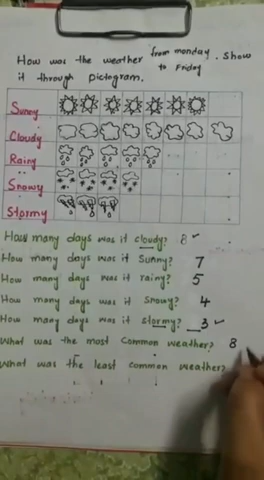 How was the weather from monday . Show
to Friday
it through pictogram.
Sunny
Cloudy
Rainy
Snowy
Stormy
How many days was it cloudy? 8
How many days was it Sunny? 7
How many days was it rainy? 5
How many days was it Snowy? 4
How many days was it stormy? __3
What was the most common weather? 8
What was the least common weather?